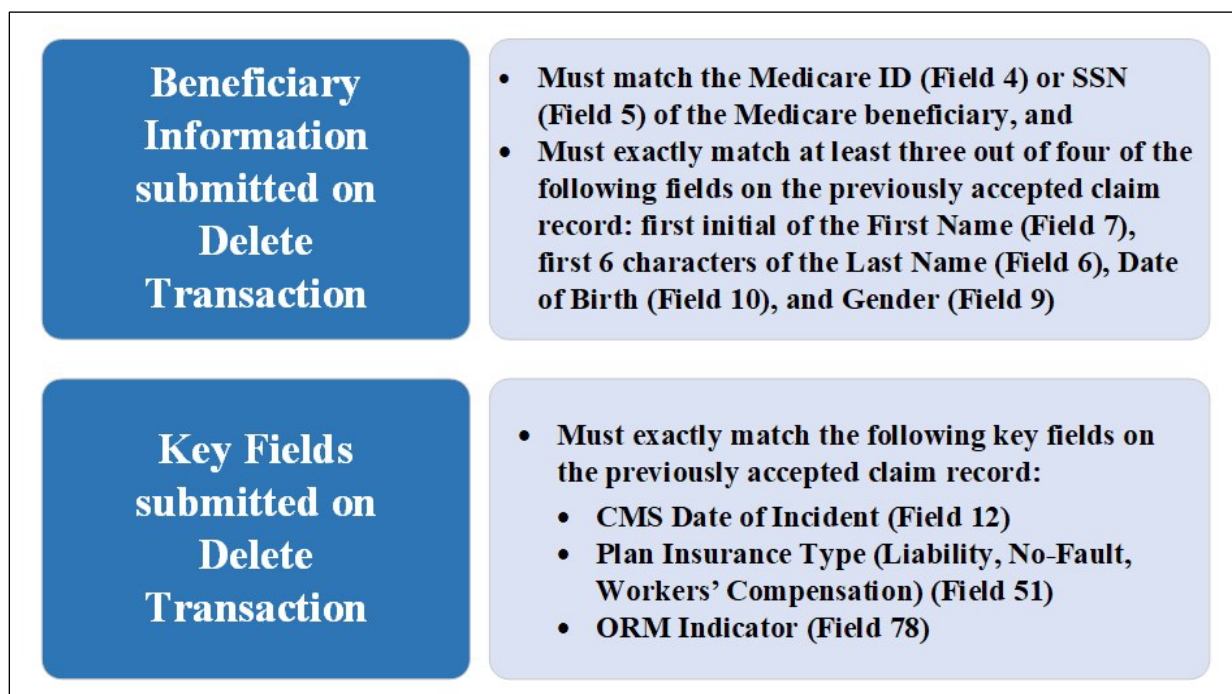 Beneficiary
Information
submitted on
Delete
Transaction
• Must match the Medicare ID (Field 4) or SSN
(Field 5) of the Medicare beneficiary, and
• Must exactly match at least three out of four of the
following fields on the previously accepted claim
record: first initial of the First Name (Field 7),
first 6 characters of the Last Name (Field 6), Date
of Birth (Field 10), and Gender (Field 9)
Key Fields
submitted on
Delete
Transaction
• Must exactly match the following key fields on
the previously accepted claim record:
• CMS Date of Incident (Field 12)
• Plan Insurance Type (Liability, No-Fault,
Workers’ Compensation) (Field 51)
• ORM Indicator (Field 78)